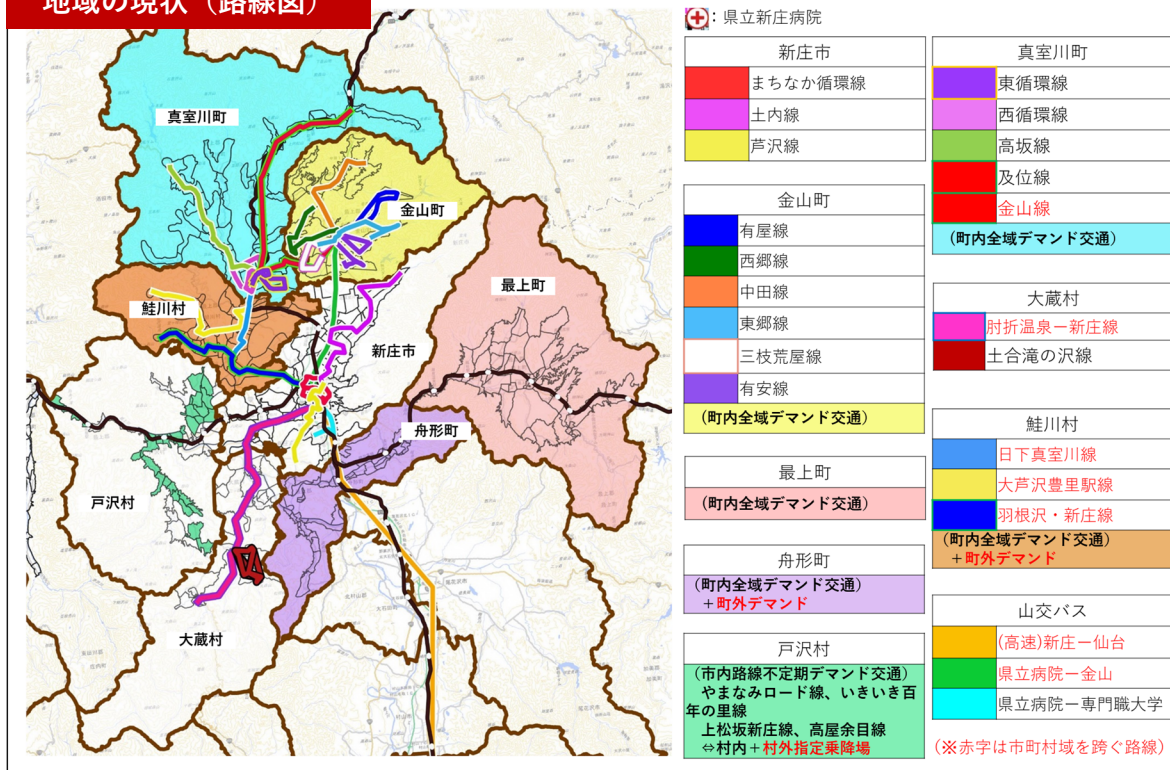 地域の現状（路線図）
：県立新庄病院
新庄市
まちなか循環線
土内線
芦沢線
金山町
有屋線
西郷線
中田線
東郷線
三枝荒屋線
有安線
（町内全域デマンド交通）
最上町
（町内全域デマンド交通）
舟形町
（町内全域デマンド交通）
＋町外デマンド
戸沢村
（市内路線不定期デマンド交通）
やまなみロード線、いきいき百
年の里線
上松坂新庄線、高屋余目線
⇔村内＋村外指定乗降場
真室川町
東循環線
西循環線
高坂線
及位線
金山線
（町内全域デマンド交通）
大蔵村
肘折温泉ー新庄線
土合滝の沢線
鮭川村
日下真室川線
大芦沢豊里駅線
羽根沢・新庄線
（町内全域デマンド交通）
＋町外デマンド
山交バス
(高速)新庄ー仙台
県立病院ー金山
県立病院ー専門職大学
（※赤字は市町村域を跨ぐ路線）
真室川町
金山町
鮭川村
最上町
新庄市
舟形町
戸沢村
大蔵村